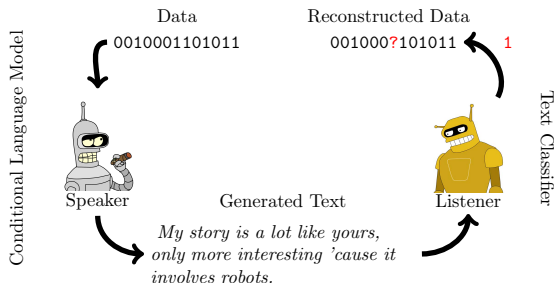 Data
Reconstructed Data
0010001101011
001000?101011
1
Conditional Language Model
Text Classifier
Speaker
Generated Text
Listener
My story is a lot like yours,
only more interesting 'cause it
involves robots.